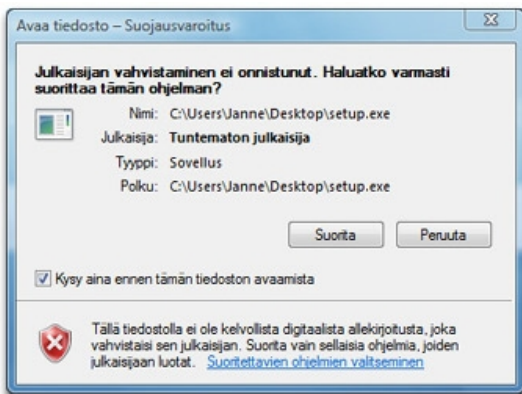 Avaa tiedosto – Suojausvaroitus
Julkaisijan vahvistaminen ei onnistunut. Haluatko varmasti
suorittaa tämän ohjelman?
Nimi: C:\Users\Janne\Desktop\setup.exe
Julkaisija: Tuntematon julkaisija
Tyyppi: Sovellus
Polku: C:\Users\Janne\Desktop\setup.exe
Suorita Peruuta
Kysy aina ennen tämän tiedoston avaamista
Tällä tiedostolla ei ole kelvollista digitaalista allekirjoitusta, joka
vahvistaisi sen julkaisijan. Suorita vain sellaisia ohjelmia, joiden
julkaisijaan luotat. Suoritettavien ohjelmien valitseminen